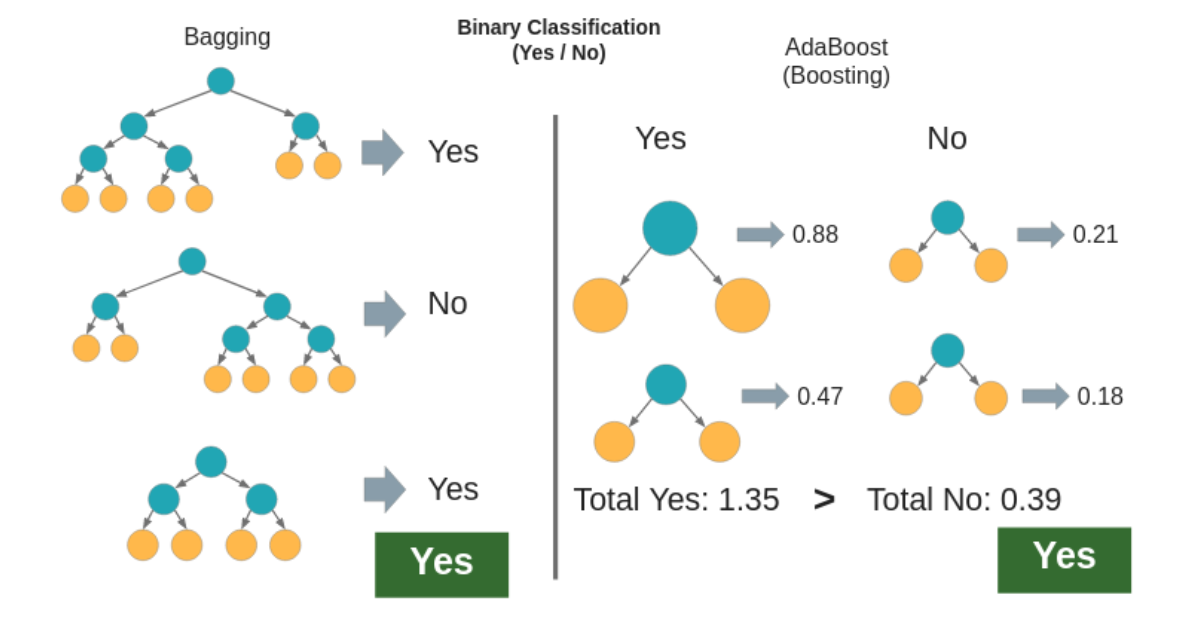 Bagging
Binary Classification
(Yes / No)
AdaBoost
(Boosting)
Yes
No
Yes
Yes
No
0.88
0.21
0.47
0.18
Total Yes: 1.35 > Total No: 0.39
Yes
Yes